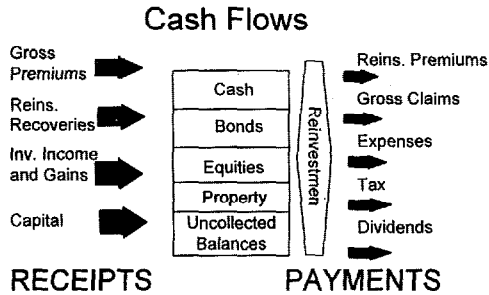 Cash Flows
Gross
Premiums
Reins.
Recoveries
Inv. Income
and Gains
Capital
Cash
Bonds
Equities
Property
Uncollected
Balances
Reinvestmen
Reins. Premiums
Gross Claims
Expenses
Tax
Dividends
RECEIPTS
PAYMENTS